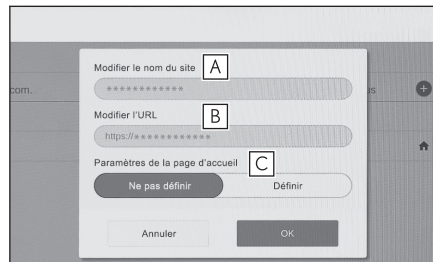 Modifier le nom du site A
com.
************
us
Modifier l'URL B
https://************
Paramètres de la page d'accueil C
Ne pas définir Définir
Annuler OK